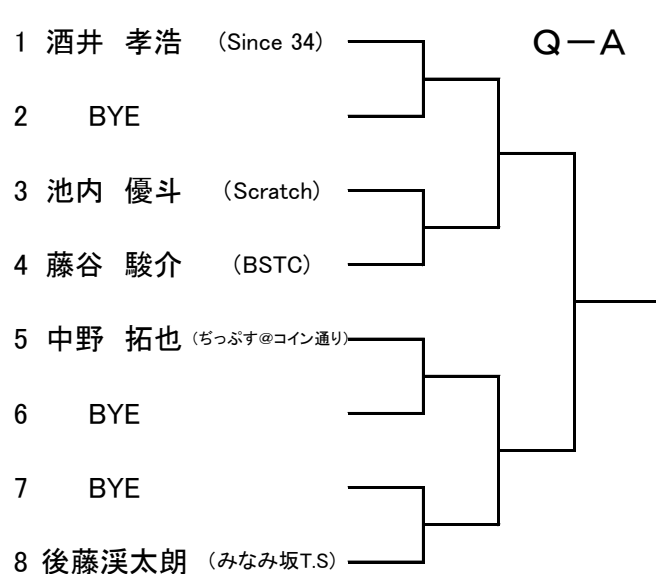 Q－A
1 酒井 孝浩 (Since 34)
2 BYE
3 池内 優斗 (Scratch)
4 藤谷 駿介 (BSTC)
5 中野 拓也 (ぢっぷす@コイン通り)
6 BYE
7 BYE
8 後藤渓太朗 (みなみ坂T.S)